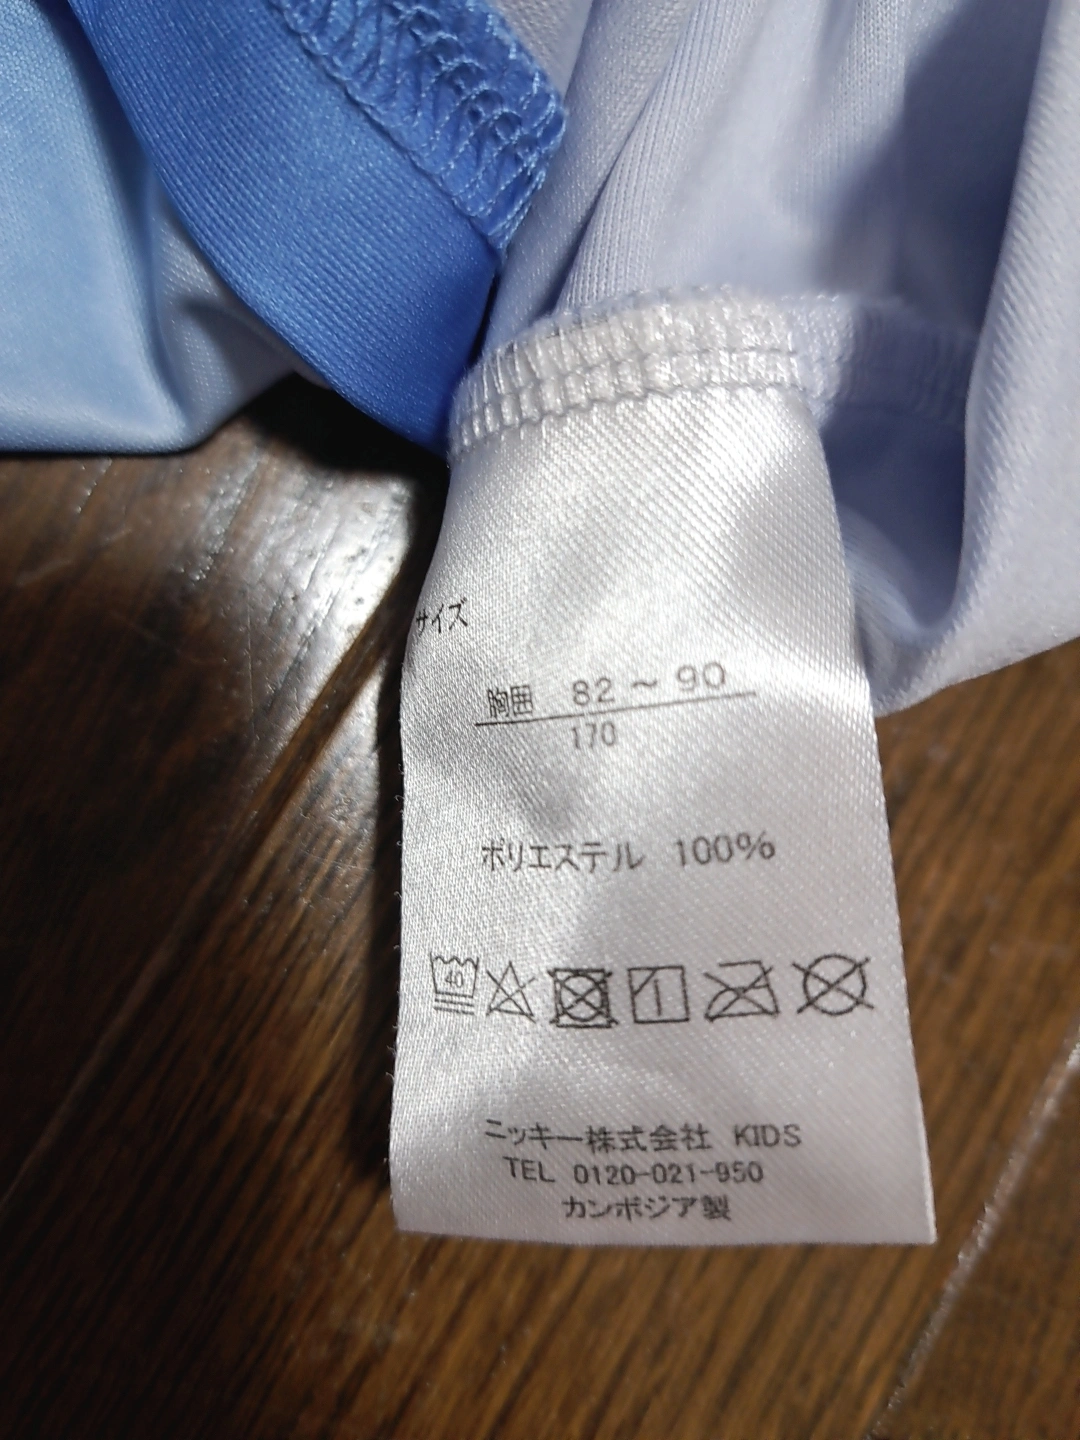 サイズ
胸囲 82～90
170
ポリエステル 100%
40
ニッキー株式会社 KIDS
TEL 0120-021-950
カンボジア製